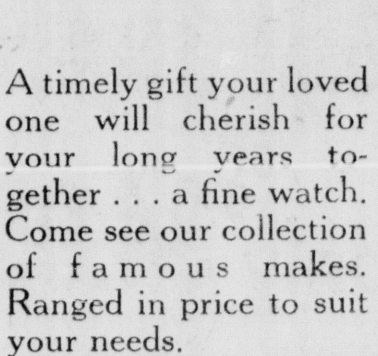 A timely gift your loved
one will cherish for
your long years to-
gether . . . a fine watch.
Come see our collection
of famous makes.
Ranged in price to suit
your needs.